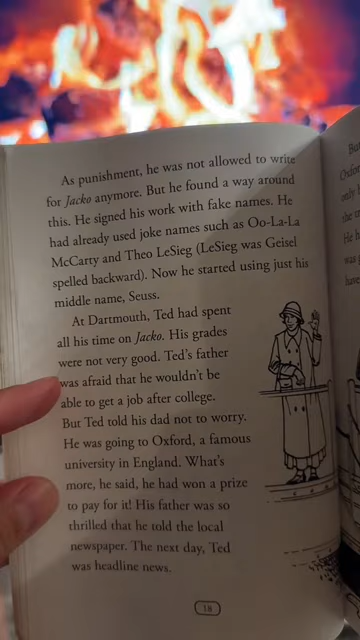 As punishment, he was not allowed to write
for Jacko anymore. But he found a way around
this. He signed his work with fake names. He
had already used joke names such as Oo-La-La
McCarty and Theo LeSieg (LeSieg was Geisel
spelled backward). Now he started using just his
middle name, Seuss.
At Dartmouth, Ted had spent
all his time on Jacko. His grades
were not very good. Ted's father
was afraid that he wouldn't be
able to get a job after college.
But Ted told his dad not to worry.
He was going to Oxford, a famous
university in England. What's
more, he said, he had won a prize
to pay for it! His father was so
thrilled that he told the local
newspaper. The next day, Ted
was headline news.
18